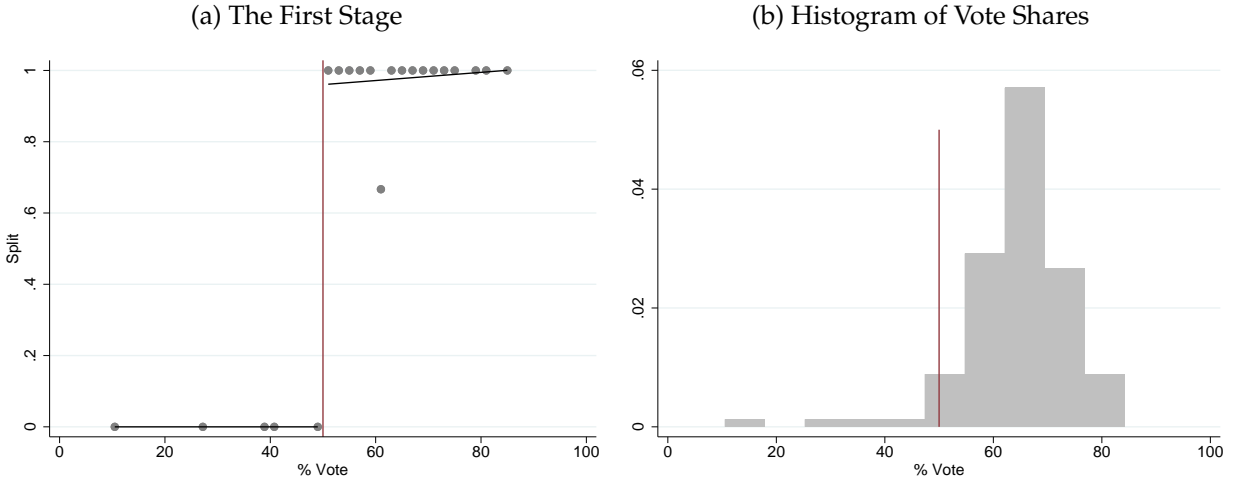 (a) The First Stage
1
.8
.6
.4
.2
0
Split
0 20 40 60 80 100
% Vote
(b) Histogram of Vote Shares
.06
.04
.02
0
0 20 40 60 80 100
% Vote